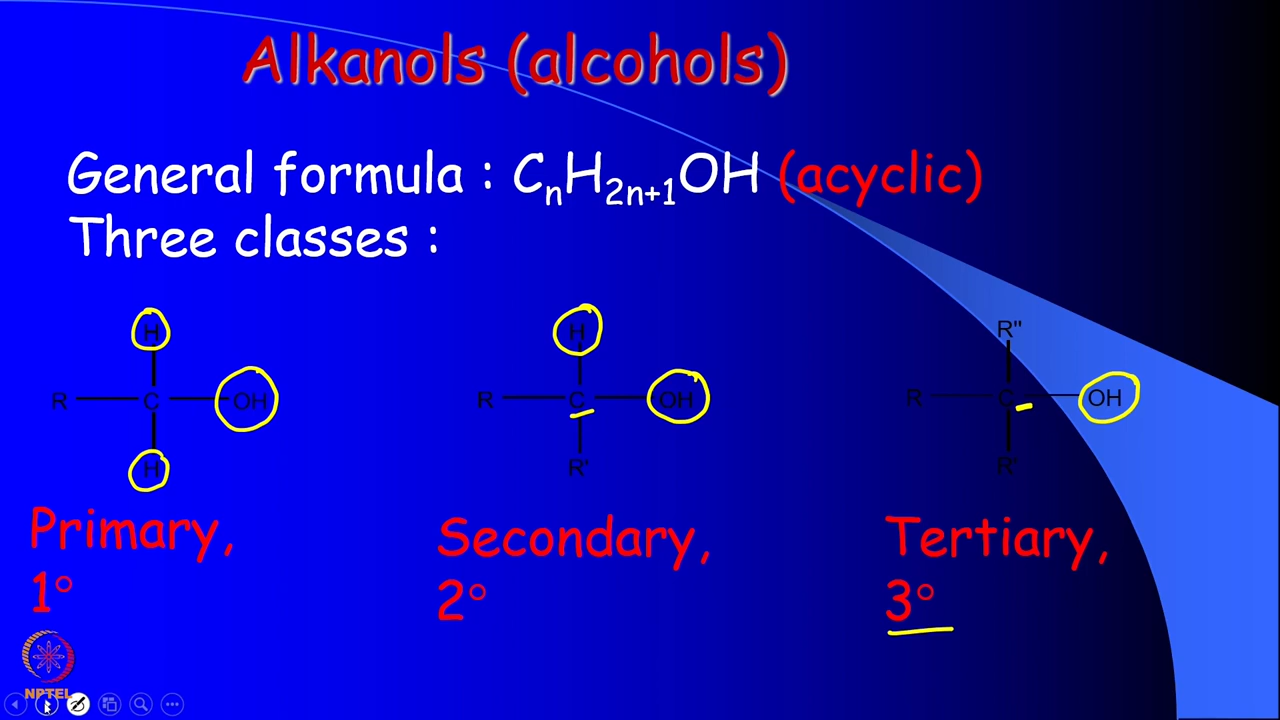 Alkanols (alcohols)
General formula : CₙH₂ₙ₊₁OH (acyclic)
Three classes :
H
R C OH
H
H
R C OH
R'
R"
R C OH
R'
Primary,
1°
Secondary,
2°
Tertiary,
3°
NPTEL